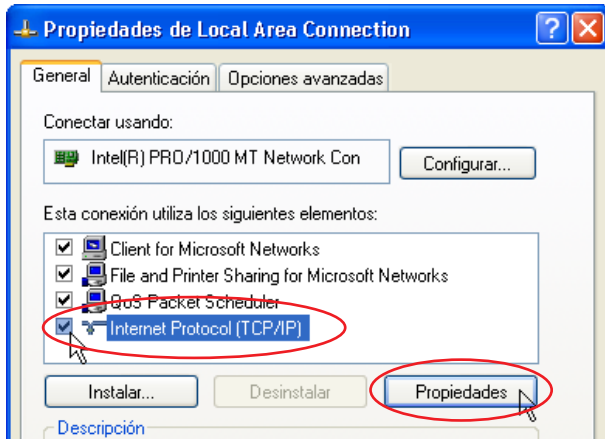 Propiedades de Local Area Connection
General Autenticación Opciones avanzadas
Conectar usando:
Intel(R) PRO/1000 MT Network Con
Configurar...
Esta conexión utiliza los siguientes elementos:
Client for Microsoft Networks
File and Printer Sharing for Microsoft Networks
QoS Packet Scheduler
Internet Protocol (TCP/IP)
Instalar... Desinstalar Propiedades
Descripción